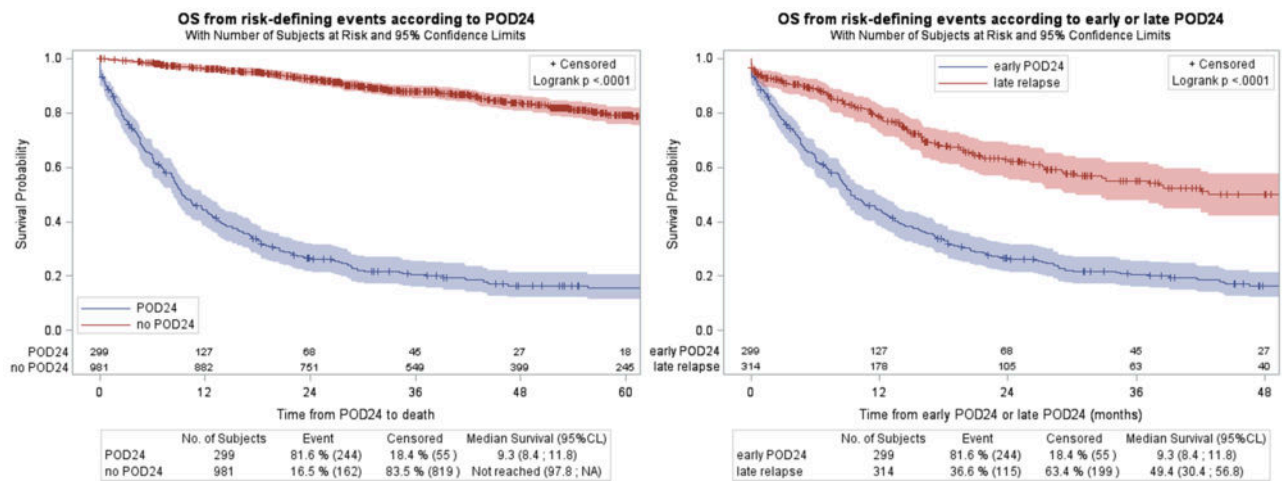 OS from risk-defining events according to POD24
With Number of Subjects at Risk and 95% Confidence Limits
+ Censored
Logrank p <.0001
Survival Probability
1.0
0.8
0.6
0.4
0.2
0.0
POD24
no POD24
POD24 299 127 68 45 27 18
no POD24 981 882 751 549 399 245
0 12 24 36 48 60
Time from POD24 to death
No. of Subjects Event Censored Median Survival (95%CL)
POD24 299 81.6 % (244) 18.4 % (55 ) 9.3 (8.4 ; 11.8)
no POD24 981 16.5 % (162) 83.5 % (819 ) Not reached (97.8 ; NA)
OS from risk-defining events according to early or late POD24
With Number of Subjects at Risk and 95% Confidence Limits
early POD24
late relapse
+ Censored
Logrank p <.0001
Survival Probability
1.0
0.8
0.6
0.4
0.2
0.0
early POD24 299 127 68 45 27
late relapse 314 178 105 63 40
0 12 24 36 48
Time from early POD24 or late POD24 (months)
No. of Subjects Event Censored Median Survival (95%CL)
early POD24 299 81.6 % (244) 18.4 % (55 ) 9.3 (8.4 ; 11.8)
late relapse 314 36.6 % (115) 63.4 % (199 ) 49.4 (30.4 ; 56.8)